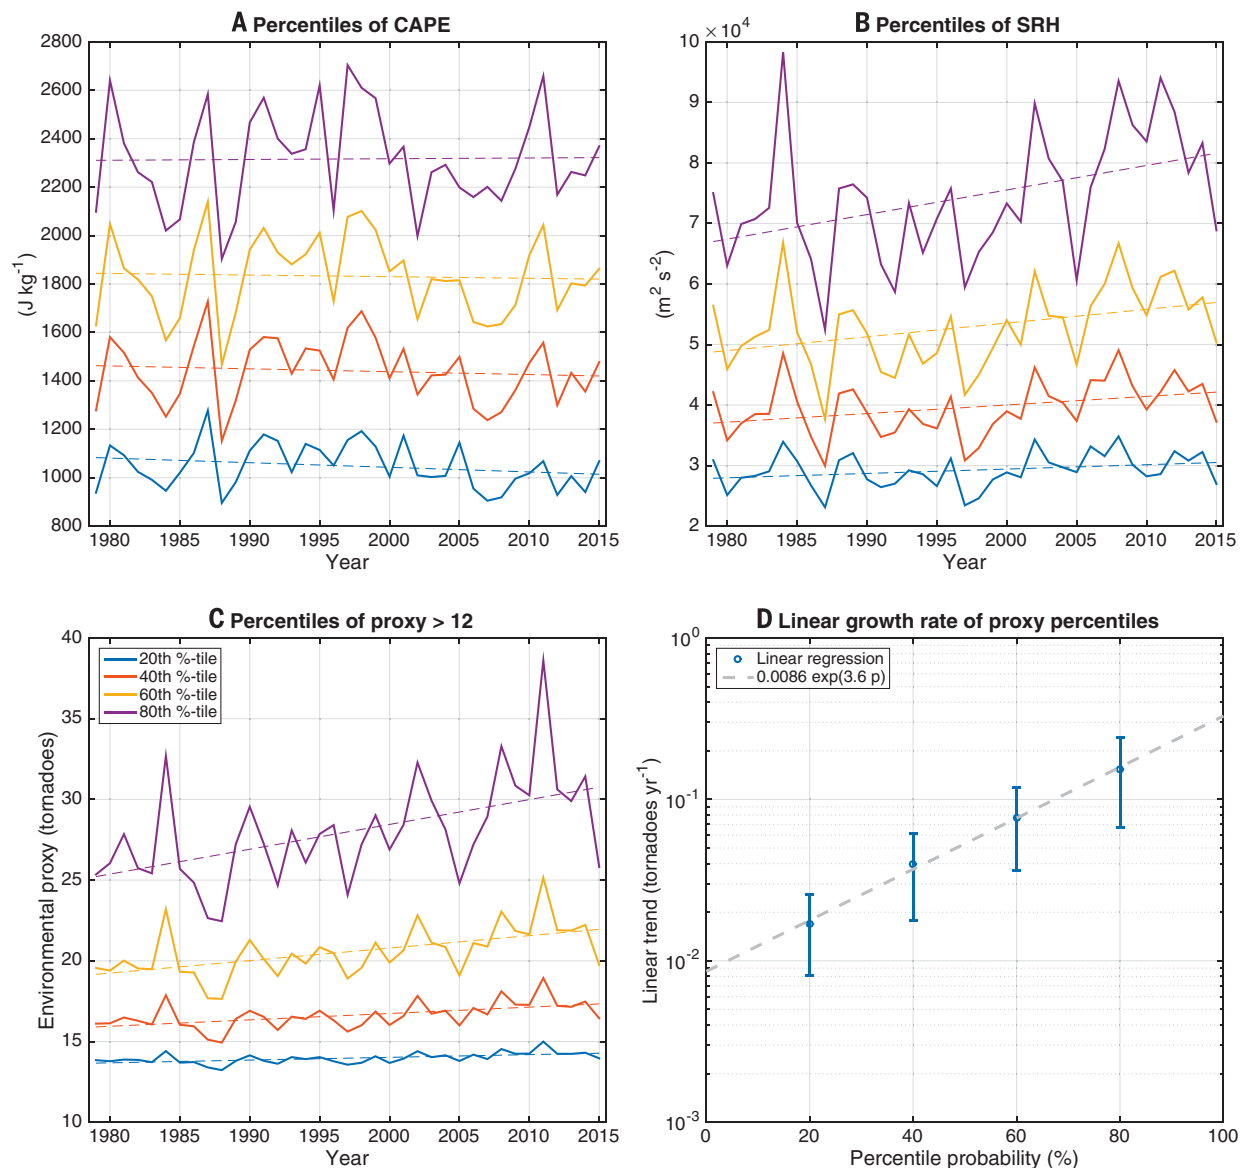 A Percentiles of CAPE
2800
2600
2400
2200
2000
1800
1600
1400
1200
1000
800
(J kg-1)
1980 1985 1990 1995 2000 2005 2010 2015
Year
B Percentiles of SRH
× 104
10
9
8
7
6
5
4
3
2
(m2 s-2)
1980 1985 1990 1995 2000 2005 2010 2015
Year
C Percentiles of proxy > 12
40
35
30
25
20
15
10
Environmental proxy (tornadoes)
20th %-tile
40th %-tile
60th %-tile
80th %-tile
1980 1985 1990 1995 2000 2005 2010 2015
Year
D Linear growth rate of proxy percentiles
100
10-1
10-2
10-3
Linear trend (tornadoes yr-1)
Linear regression
0.0086 exp(3.6 p)
0 20 40 60 80 100
Percentile probability (%)